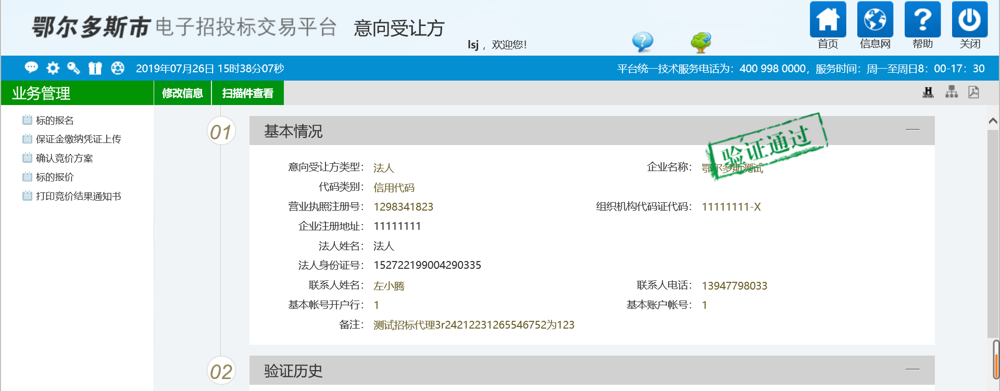 鄂尔多斯市 电子招投标交易平台 意向受让方
lsj ，欢迎您！
首页 信息网 帮助 关闭
2019年07月26日 15时38分07秒
平台统一技术服务电话为：400 998 0000，服务时间：周一至周日8：00-17：30
业务管理
修改信息 扫描件查看
标的报名
保证金缴纳凭证上传
确认竞价方案
标的报价
打印竞价结果通知书
01 基本情况
验证通过
意向受让方类型： 法人 企业名称： 鄂尔多斯测试
代码类别： 信用代码
营业执照注册号： 1298341823 组织机构代码证代码： 11111111-X
企业注册地址： 11111111
法人姓名： 法人
法人身份证号： 152722199004290335
联系人姓名： 左小腾 联系人电话： 13947798033
基本帐号开户行： 1 基本账户帐号： 1
备注： 测试招标代理3r24212231265546752为123
02 验证历史